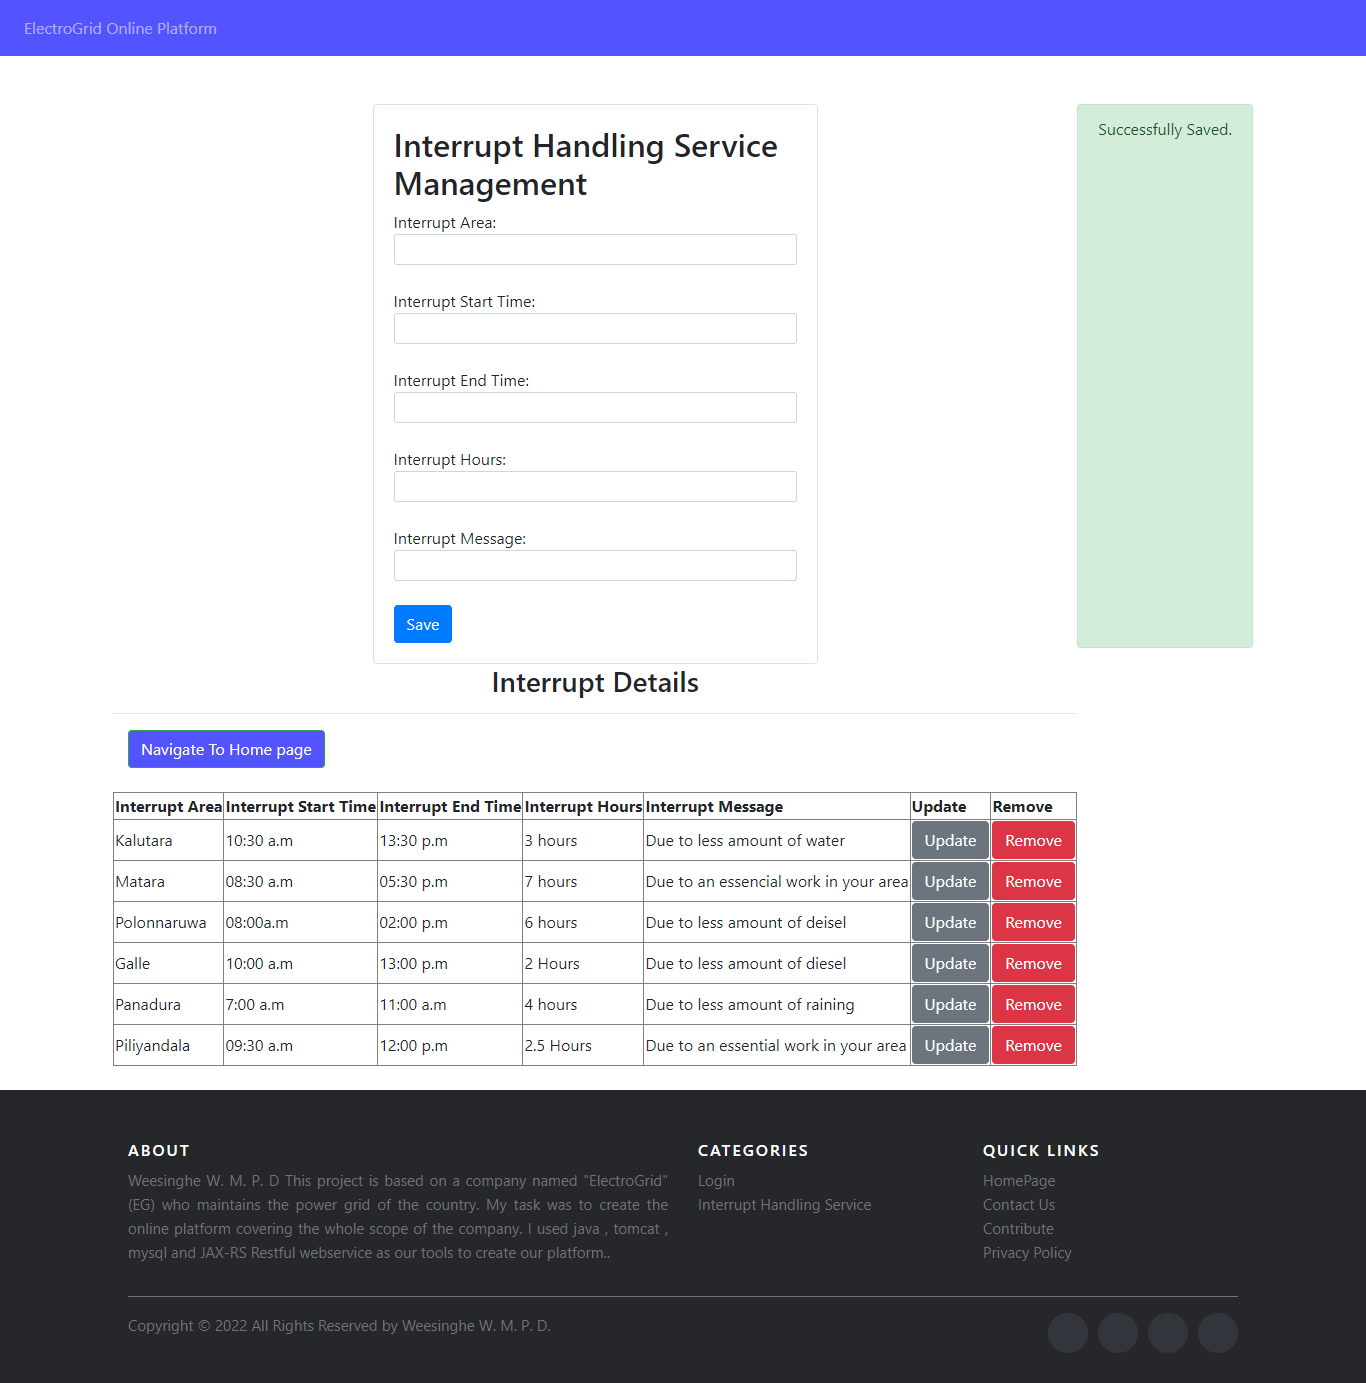 ElectroGrid Online Platform
Interrupt Handling Service
Management
Successfully Saved.
Interrupt Area:
Interrupt Start Time:
Interrupt End Time:
Interrupt Hours:
Interrupt Message:
Save
Interrupt Details
Navigate To Home page
Interrupt Area Interrupt Start Time Interrupt End Time Interrupt Hours Interrupt Message Update Remove
Kalutara 10:30 a.m 13:30 p.m 3 hours Due to less amount of water Update Remove
Matara 08:30 a.m 05:30 p.m 7 hours Due to an essencial work in your area Update Remove
Polonnaruwa 08:00a.m 02:00 p.m 6 hours Due to less amount of deisel Update Remove
Galle 10:00 a.m 13:00 p.m 2 Hours Due to less amount of diesel Update Remove
Panadura 7:00 a.m 11:00 a.m 4 hours Due to less amount of raining Update Remove
Piliyandala 09:30 a.m 12:00 p.m 2.5 Hours Due to an essential work in your area Update Remove
ABOUT
Weesinghe W. M. P. D This project is based on a company named "ElectroGrid"
(EG) who maintains the power grid of the country. My task was to create the
online platform covering the whole scope of the company. I used java , tomcat ,
mysql and JAX-RS Restful webservice as our tools to create our platform..
CATEGORIES
Login
Interrupt Handling Service
QUICK LINKS
HomePage
Contact Us
Contribute
Privacy Policy
Copyright © 2022 All Rights Reserved by Weesinghe W. M. P. D.